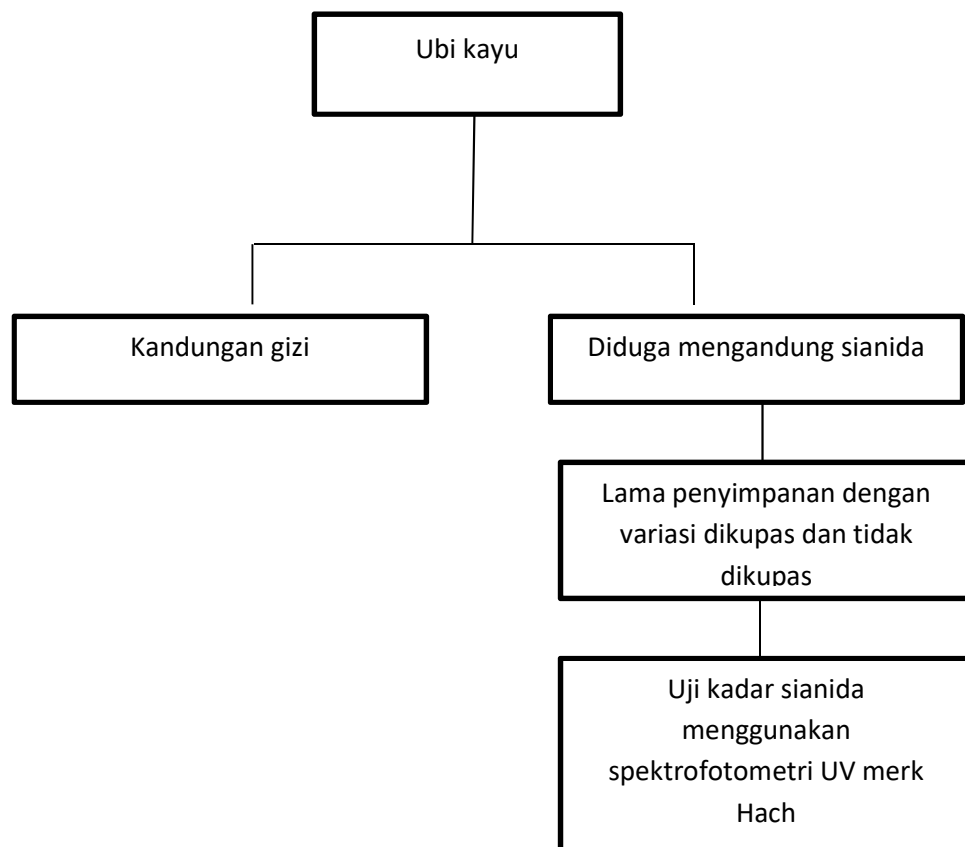 Ubi kayu
Kandungan gizi
Diduga mengandung sianida
Lama penyimpanan dengan
variasi dikupas dan tidak
dikupas
Uji kadar sianida
menggunakan
spektrofotometri UV merk
Hach